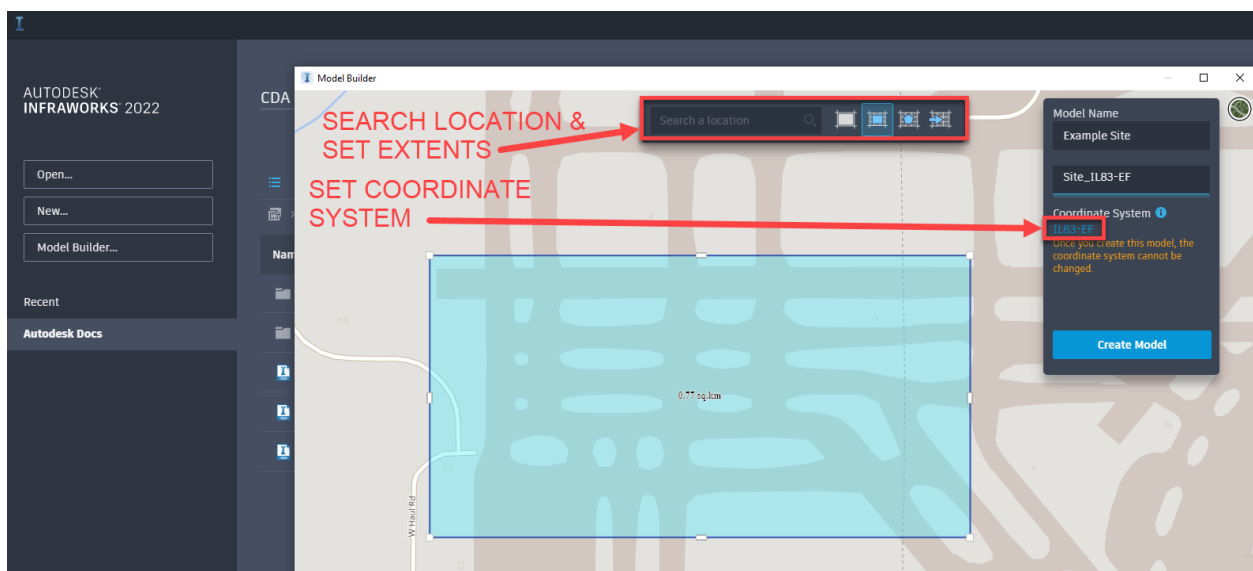 Model Builder
AUTODESK®
INFRAWORKS® 2022
CDA
SEARCH LOCATION &
SET EXTENTS
Search a location
Model Name
Example Site
Open...
SET COORDINATE
SYSTEM
Site_IL83-EF
New...
Coordinate System
IL83-EF
Once you create this model, the
coordinate system cannot be
changed.
Model Builder...
Nam
Recent
Autodesk Docs
Create Model
0.77 sq.km
W Haul Rd